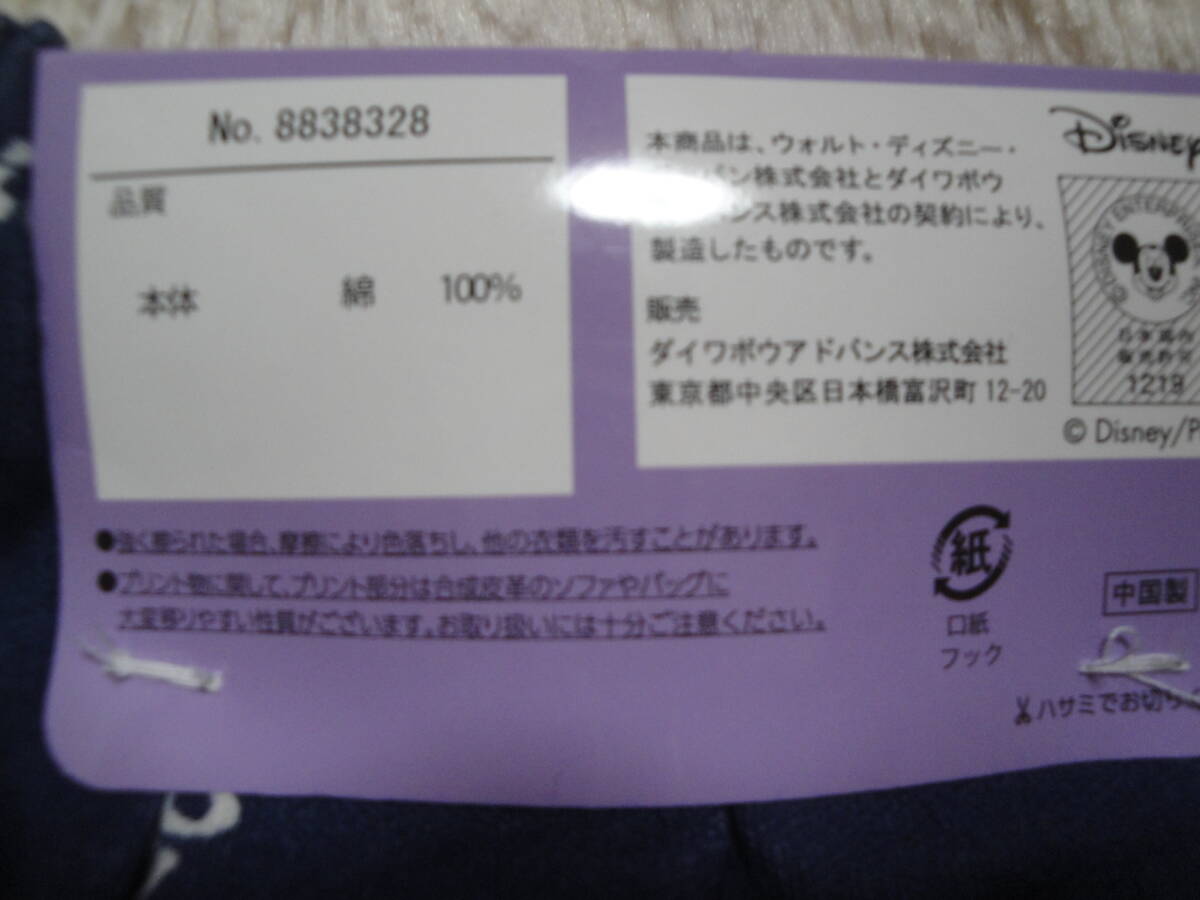 No. 8838328
品質
本体 綿 100%
本商品は、ウォルト・ディズニー・
パン株式会社とダイワボウ
バンス株式会社の契約により、
製造したものです。
販売
ダイワボウアドバンス株式会社
東京都中央区日本橋富沢町 12-20
Disney
1218
© Disney/P
●強く擦られた場合、摩擦により色落ちし、他の衣類を汚すことがあります。
●プリント物に関して、プリント部分は合成皮革のソファやバッグに
大変移りやすい性質がございます。お取り扱いには十分ご注意ください。
紙
口紙
フック
中国製
ハサミでお切り